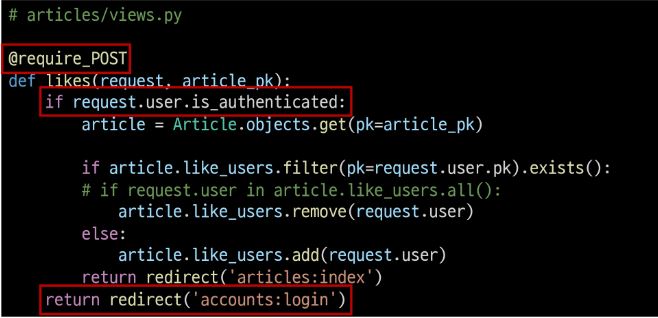 # articles/views.py

@require_POST
def likes(request, article_pk):
    if request.user.is_authenticated:
        article = Article.objects.get(pk=article_pk)

        if article.like_users.filter(pk=request.user.pk).exists():
        # if request.user in article.like_users.all():
            article.like_users.remove(request.user)
        else:
            article.like_users.add(request.user)
        return redirect('articles:index')
    return redirect('accounts:login')